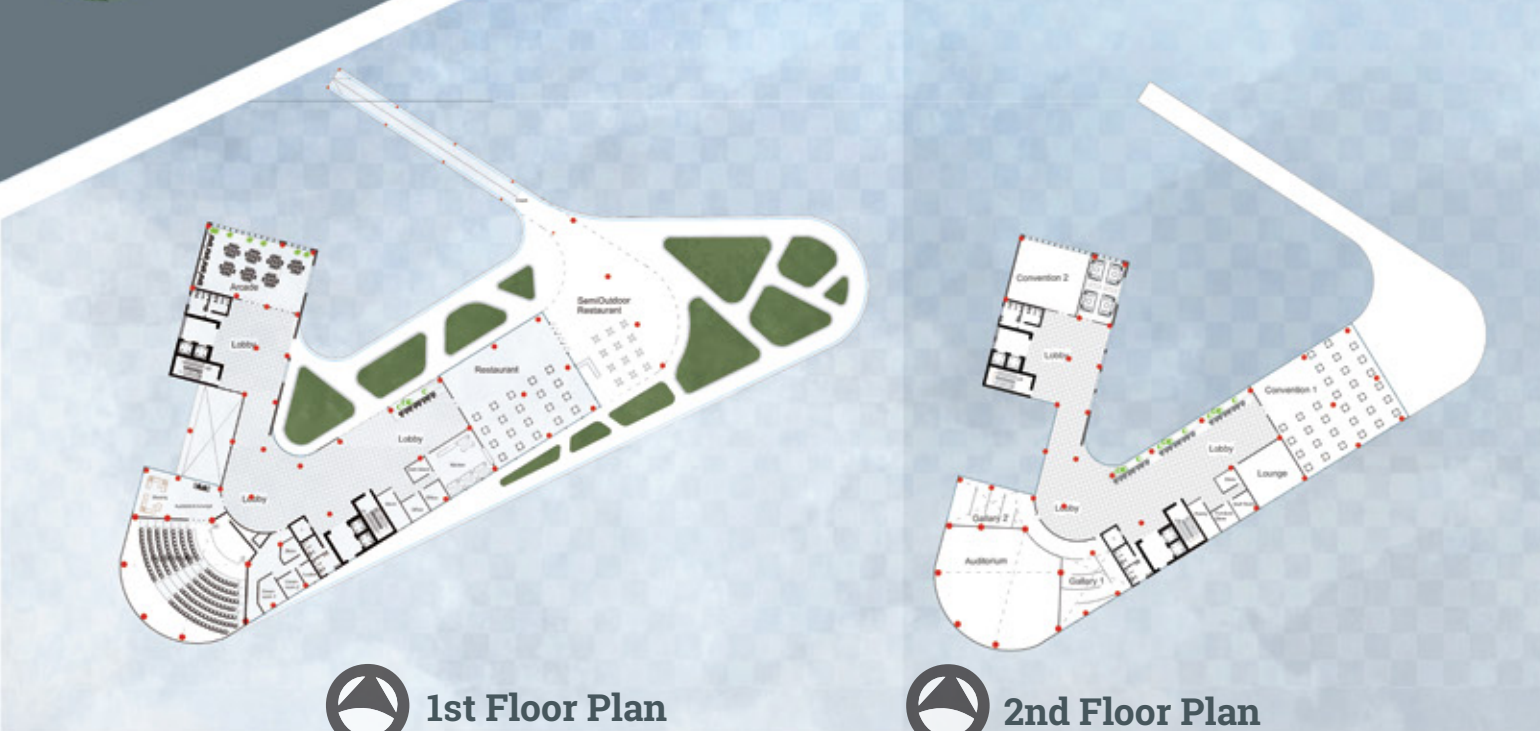 Arcade
Lobby
SemiOutdoor
Restaurant
Restaurant
Lobby
Lobby
1st Floor Plan
Convention 2
Lobby
Convention 1
Lobby
Lounge
Lobby
Gallery 2
Auditorium
Gallery 1
2nd Floor Plan